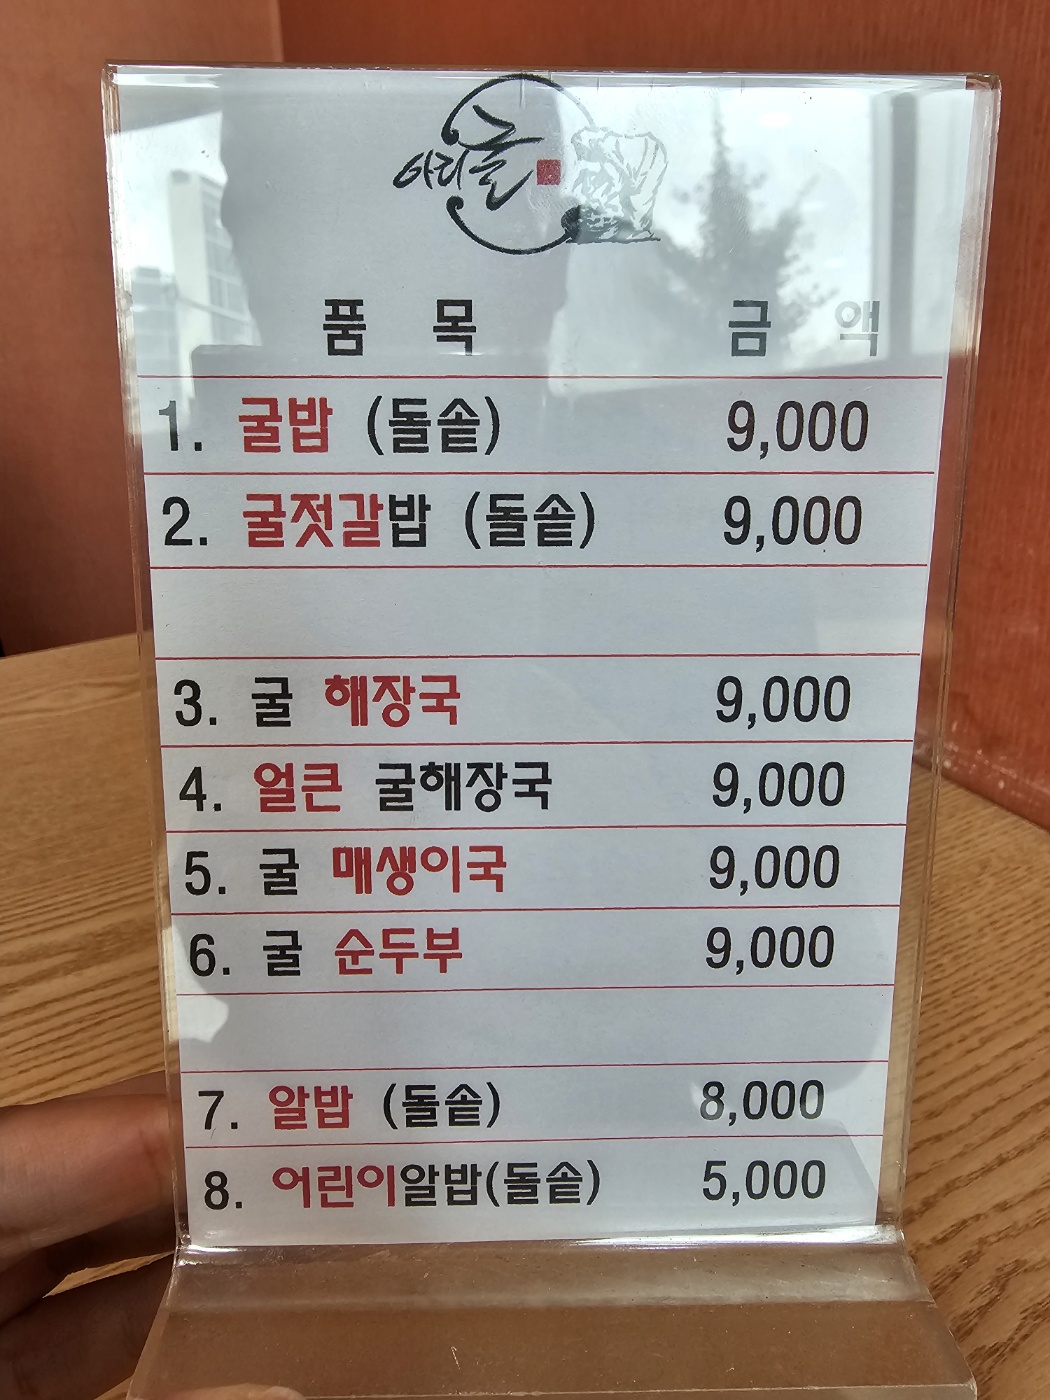 아리굴
품 목 금 액
1. 굴밥 (돌솥) 9,000
2. 굴젓갈밥 (돌솥) 9,000
3. 굴 해장국 9,000
4. 얼큰 굴해장국 9,000
5. 굴 매생이국 9,000
6. 굴 순두부 9,000
7. 알밥 (돌솥) 8,000
8. 어린이알밥(돌솥) 5,000